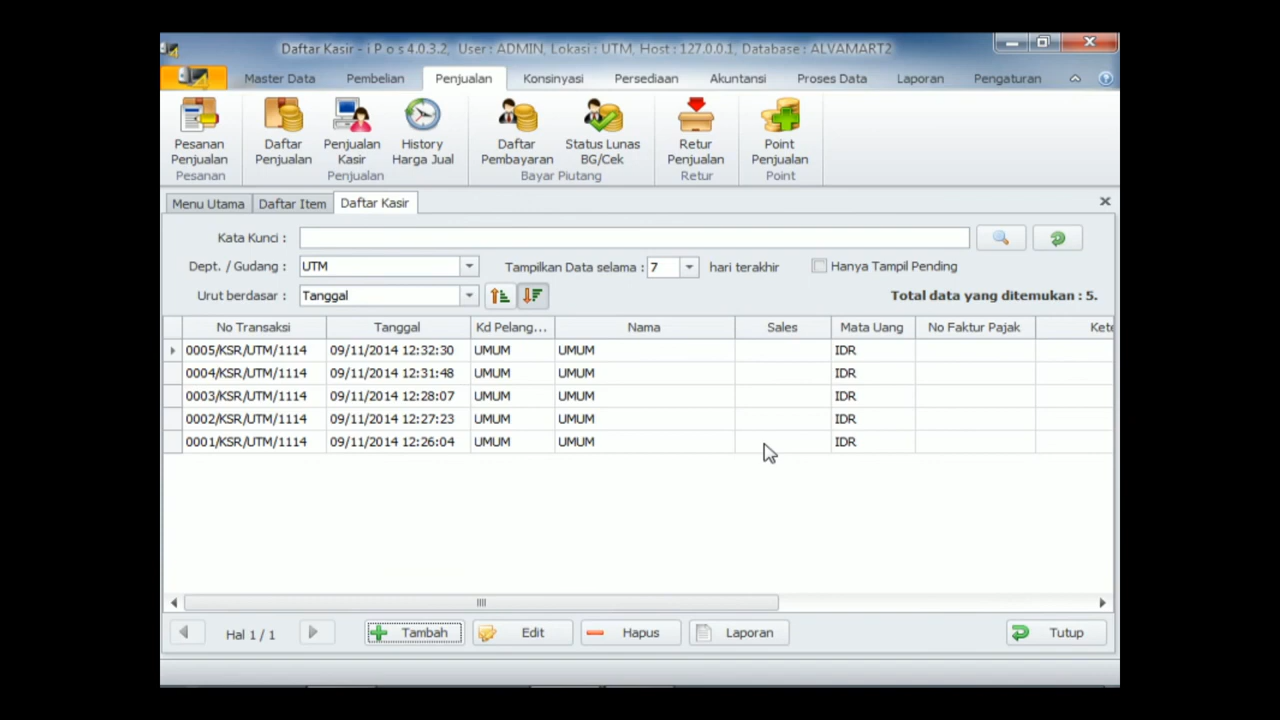 Daftar Kasir - i P o s 4.0.3.2, User : ADMIN, Lokasi : UTM, Host : 127.0.0.1, Database : ALVAMART2
Master Data Pembelian Penjualan Konsinyasi Persediaan Akuntansi Proses Data Laporan Pengaturan
Pesanan Penjualan
Daftar Penjualan
Penjualan Kasir
History Harga Jual
Daftar Pembayaran
Status Lunas BG/Cek
Retur Penjualan
Point Penjualan
Pesanan Penjualan Bayar Piutang Retur Point
Menu Utama Daftar Item Daftar Kasir
Kata Kunci :
Dept. / Gudang : UTM Tampilkan Data selama : 7 hari terakhir Hanya Tampil Pending
Urut berdasar : Tanggal Total data yang ditemukan : 5.
No Transaksi Tanggal Kd Pelang... Nama Sales Mata Uang No Faktur Pajak Kete
0005/KSR/UTM/1114 09/11/2014 12:32:30 UMUM UMUM IDR
0004/KSR/UTM/1114 09/11/2014 12:31:48 UMUM UMUM IDR
0003/KSR/UTM/1114 09/11/2014 12:28:07 UMUM UMUM IDR
0002/KSR/UTM/1114 09/11/2014 12:27:23 UMUM UMUM IDR
0001/KSR/UTM/1114 09/11/2014 12:26:04 UMUM UMUM IDR
Hal 1 / 1 Tambah Edit Hapus Laporan Tutup